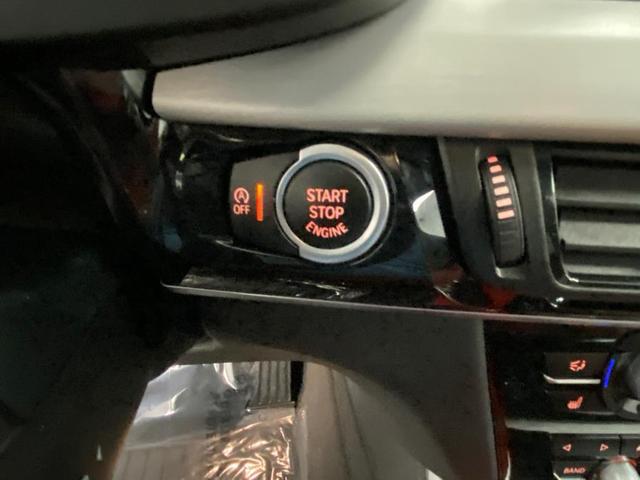 A
OFF
START
STOP
ENGINE
BAND